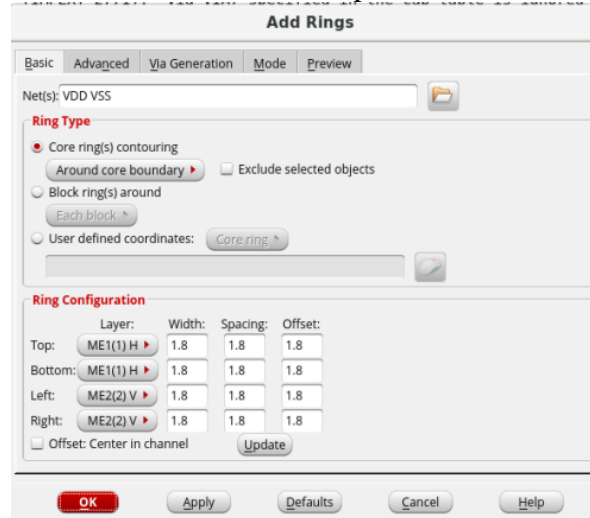 Add Rings
Basic Advanced Via Generation Mode Preview
Net(s): VDD VSS
Ring Type
Core ring(s) contouring
Around core boundary Exclude selected objects
Block ring(s) around
Each block
User defined coordinates: Core ring
Ring Configuration
Layer: Width: Spacing: Offset:
Top: ME1(1) H 1.8 1.8 1.8
Bottom: ME1(1) H 1.8 1.8 1.8
Left: ME2(2) V 1.8 1.8 1.8
Right: ME2(2) V 1.8 1.8 1.8
Offset: Center in channel Update
OK Apply Defaults Cancel Help